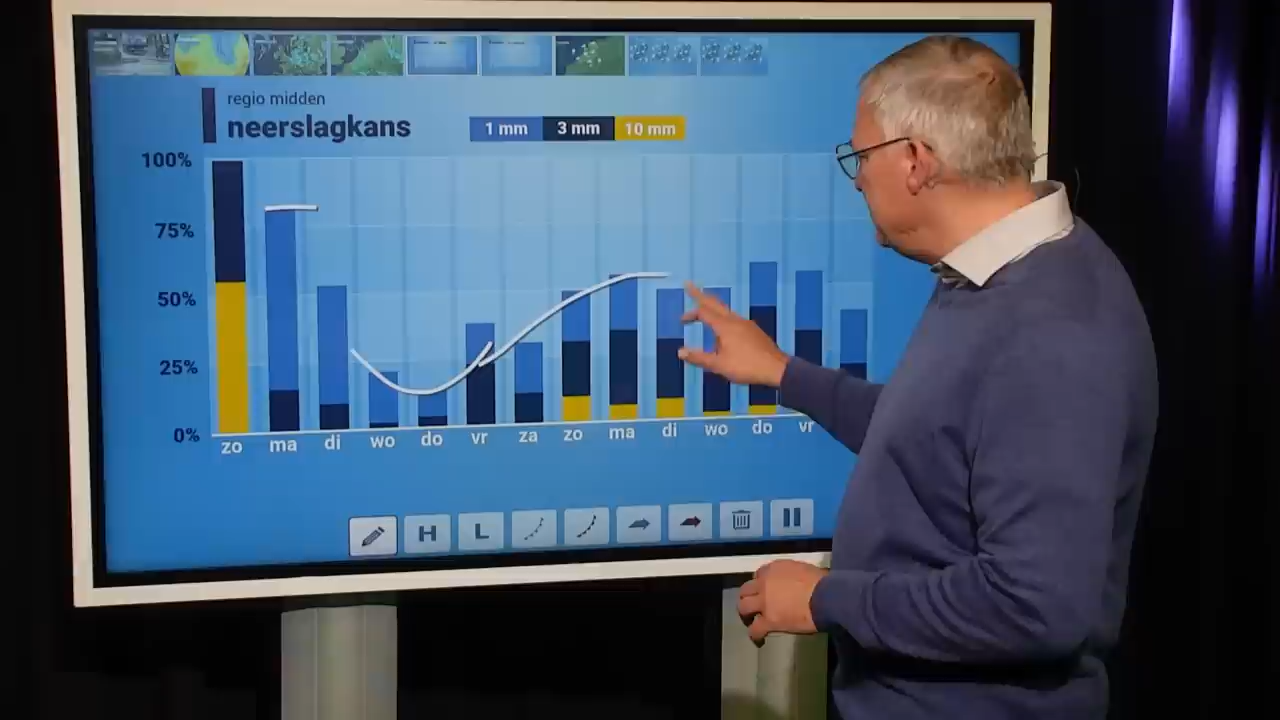 regio midden
neerslagkans
1 mm 3 mm 10 mm
100%
75%
50%
25%
0%
zo ma di wo do vr za zo ma di wo do vr
H L